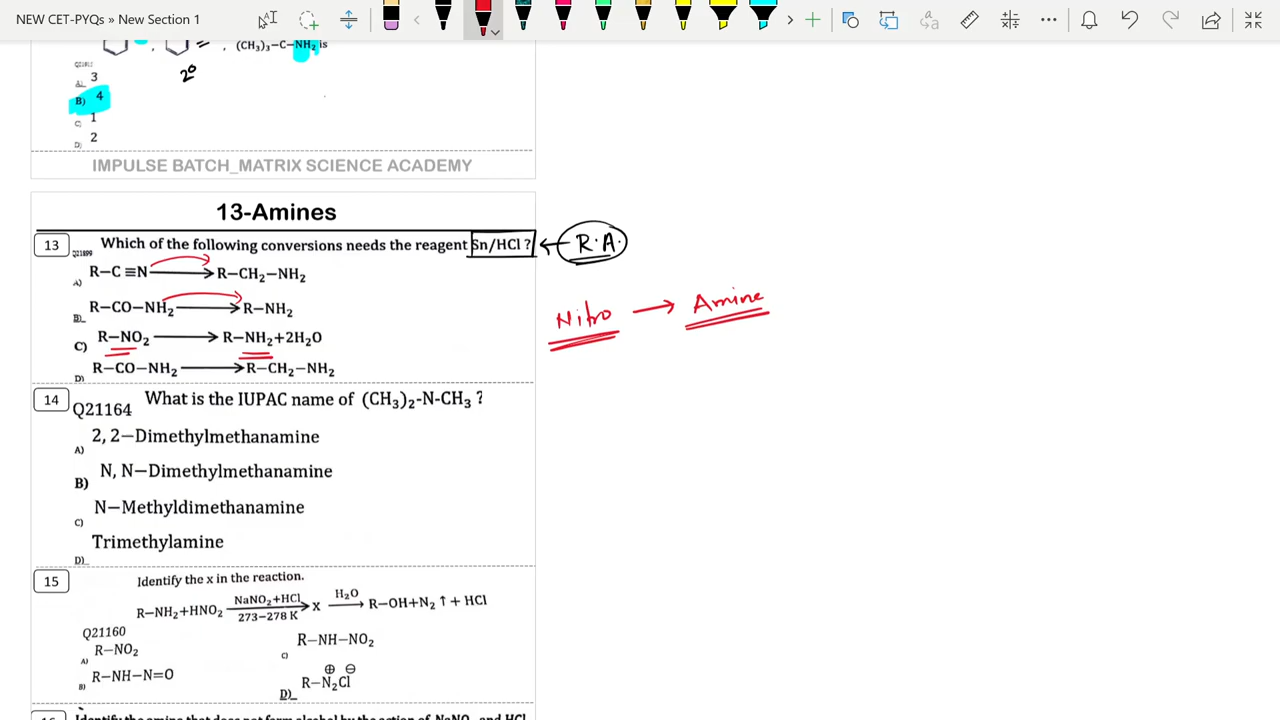 NEW CET-PYQs » New Section 1
, , (CH₃)₃–C–NH₂ is
2°
A) 3
B) 4
C) 1
D) 2
IMPULSE BATCH_MATRIX SCIENCE ACADEMY
13-Amines
13 Which of the following conversions needs the reagent Sn/HCl ? ← R.A.
Q21899
A) R–C≡N ⟶ R–CH₂–NH₂
B) R–CO–NH₂ ⟶ R–NH₂
Nitro → Amine
C) R–NO₂ ⟶ R–NH₂+2H₂O
D) R–CO–NH₂ ⟶ R–CH₂–NH₂
14 What is the IUPAC name of (CH₃)₂-N-CH₃ ?
Q21164
A) 2, 2–Dimethylmethanamine
B) N, N–Dimethylmethanamine
C) N–Methyldimethanamine
D) Trimethylamine
15 Identify the x in the reaction.
R–NH₂+HNO₂ NaNO₂+HCl 273–278 K → x H₂O → R–OH+N₂↑+HCl
Q21160
A) R–NO₂
C) R–NH–NO₂
B) R–NH–N=O
D) R–N₂⊕Cl⊖